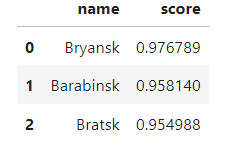 name score
0 Bryansk 0.976789
1 Barabinsk 0.958140
2 Bratsk 0.954988